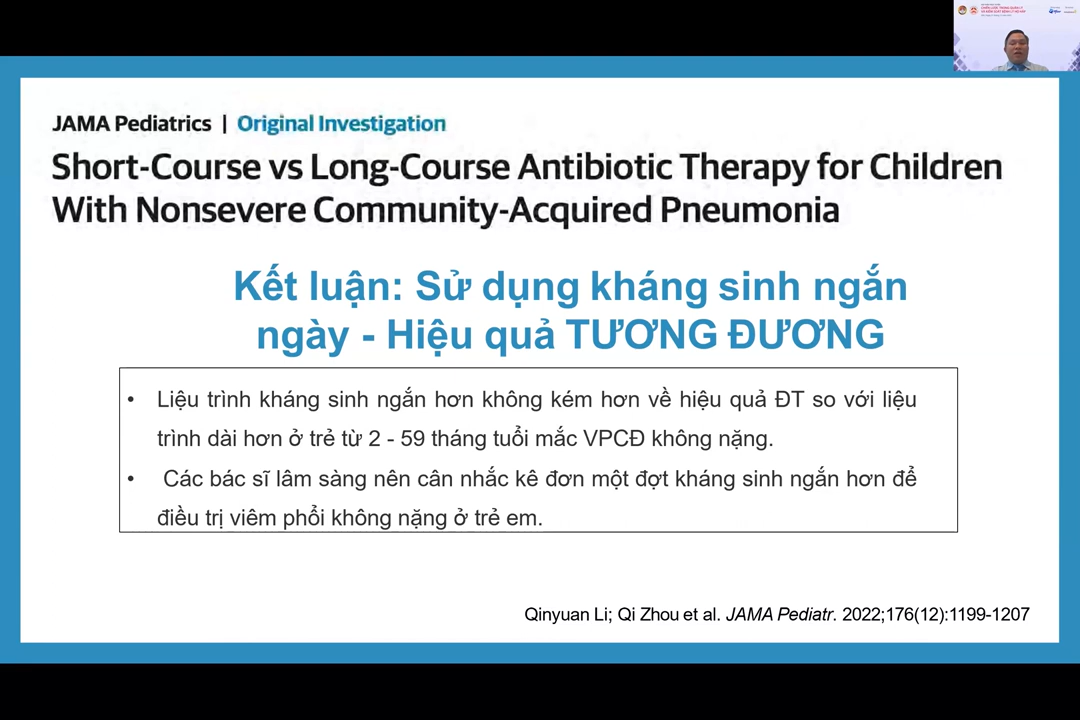 JAMA Pediatrics | Original Investigation
Short-Course vs Long-Course Antibiotic Therapy for Children
With Nonsevere Community-Acquired Pneumonia
Kết luận: Sử dụng kháng sinh ngắn
ngày - Hiệu quả TƯƠNG ĐƯƠNG
• Liệu trình kháng sinh ngắn hơn không kém hơn về hiệu quả ĐT so với liệu
trình dài hơn ở trẻ từ 2 - 59 tháng tuổi mắc VPCĐ không nặng.
• Các bác sĩ lâm sàng nên cân nhắc kê đơn một đợt kháng sinh ngắn hơn để
điều trị viêm phổi không nặng ở trẻ em.
Qinyuan Li; Qi Zhou et al. JAMA Pediatr. 2022;176(12):1199-1207